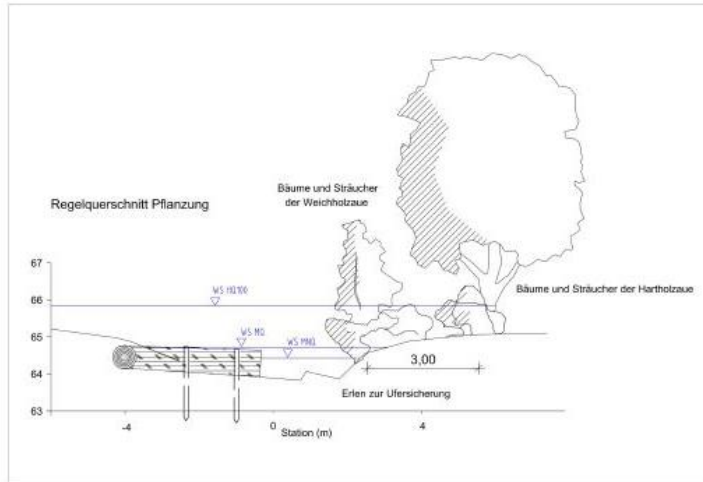 Bäume und Sträucher
der Weichholzaue
Regelquerschnitt Pflanzung
67
WS HQ100
Bäume und Sträucher der Hartholzaue
66
WS MQ
WS MNQ
65
3,00
64
Erlen zur Ufersicherung
63
-4
0
4
Station (m)